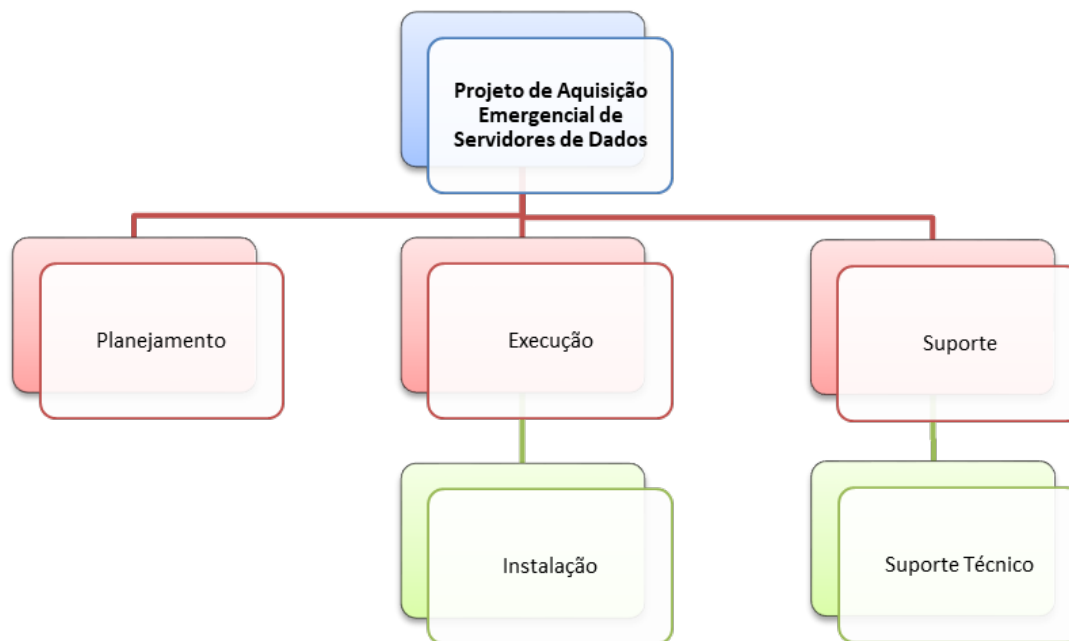 Projeto de Aquisição
Emergencial de
Servidores de Dados
Planejamento
Execução
Suporte
Instalação
Suporte Técnico